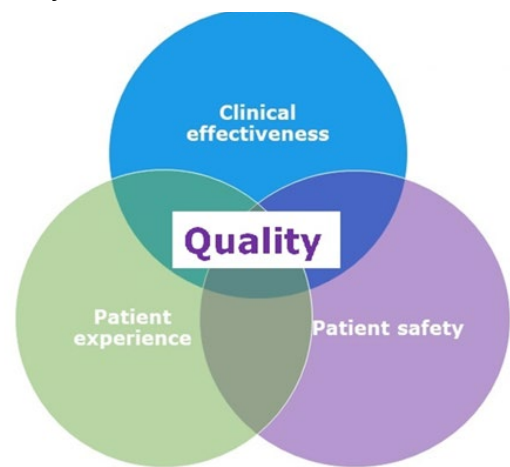 Clinical
effectiveness
Quality
Patient
experience
Patient safety